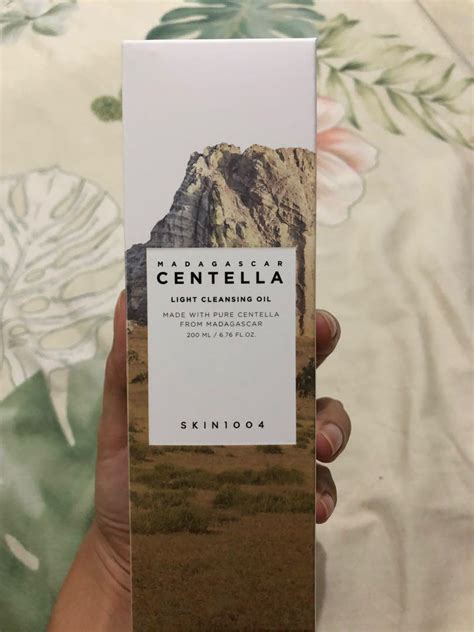 MADAGASCAR
CENTELLA
LIGHT CLEANSING OIL
MADE WITH PURE CENTELLA
FROM MADAGASCAR
200 ML / 6.76 FL.OZ.
SKIN1004